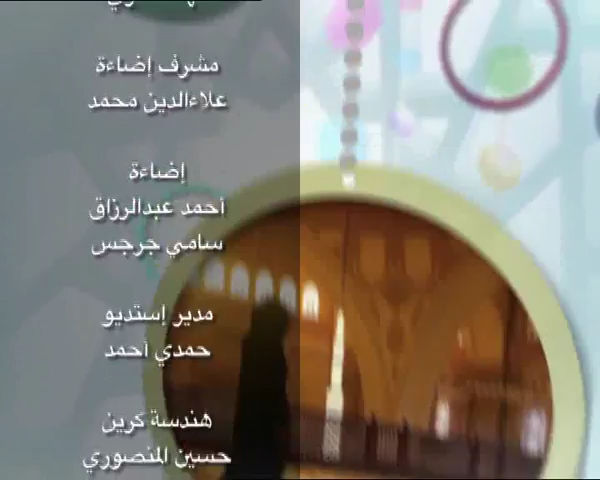 مشرف إضاءة
علاءالدين محمد
إضاءة
أحمد عبدالرزاق
سامي جرجس
مدير إستديو
حمدي أحمد
هندسة كرين
حسين المنصوري